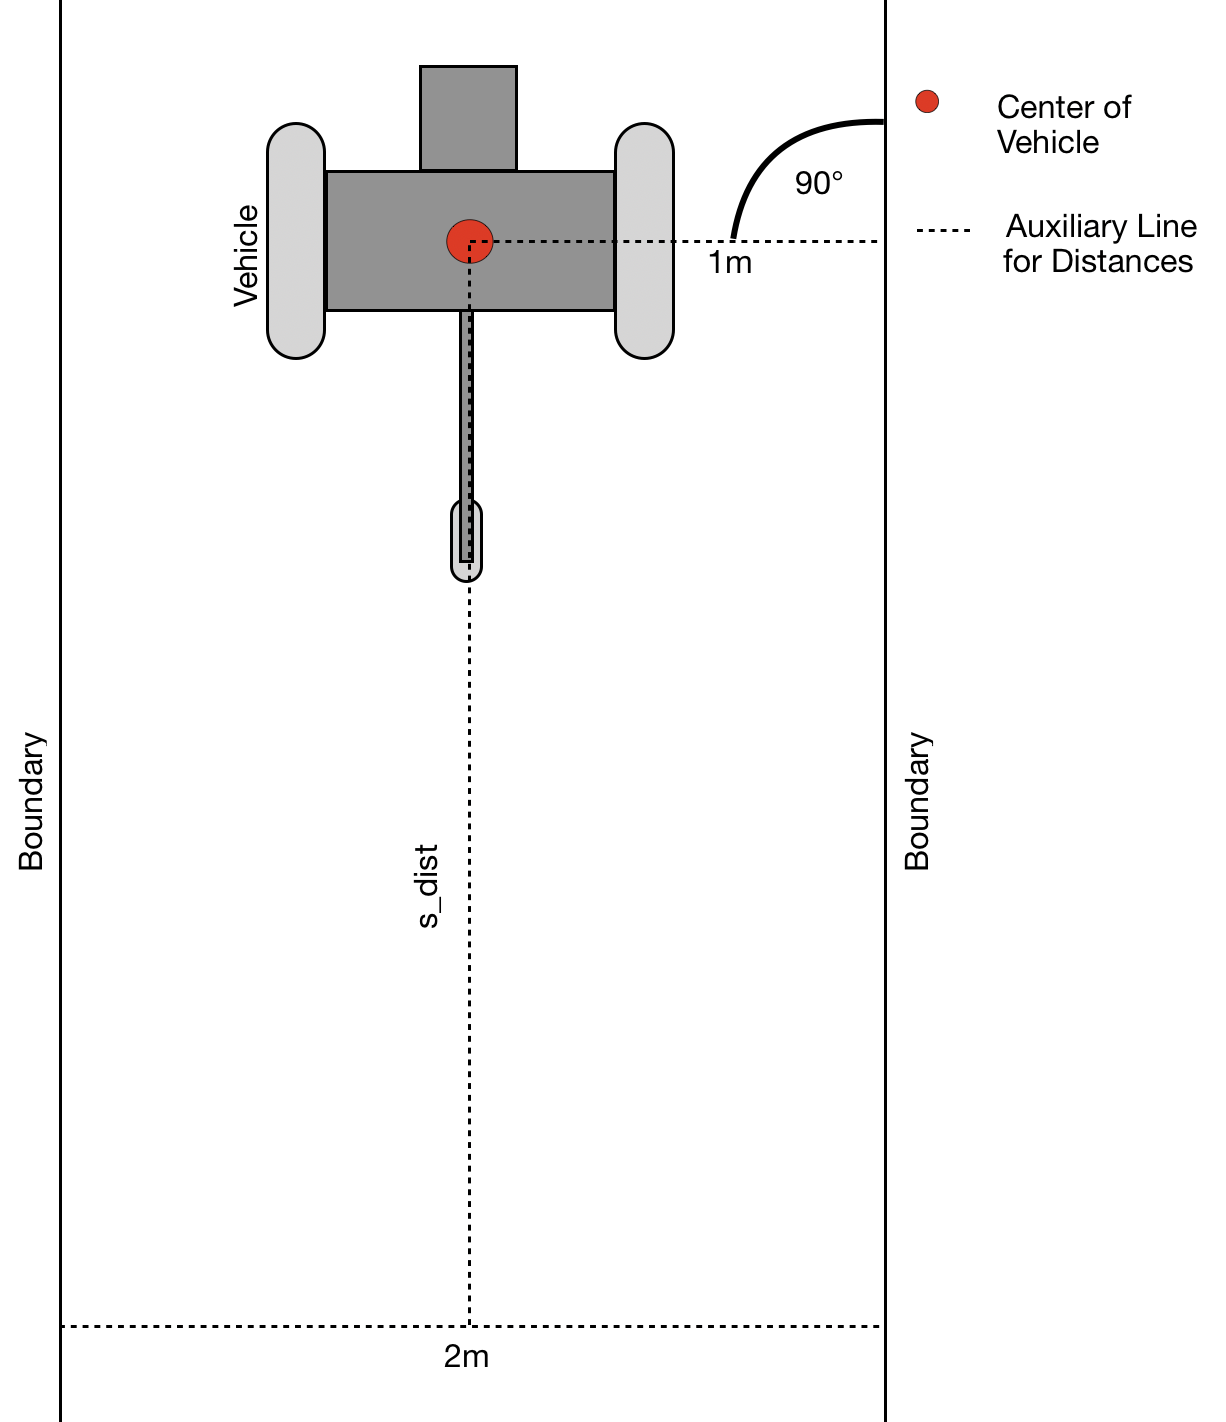 Center of
Vehicle
90°
Vehicle
1m
Auxiliary Line
for Distances
Boundary
s_dist
Boundary
2m